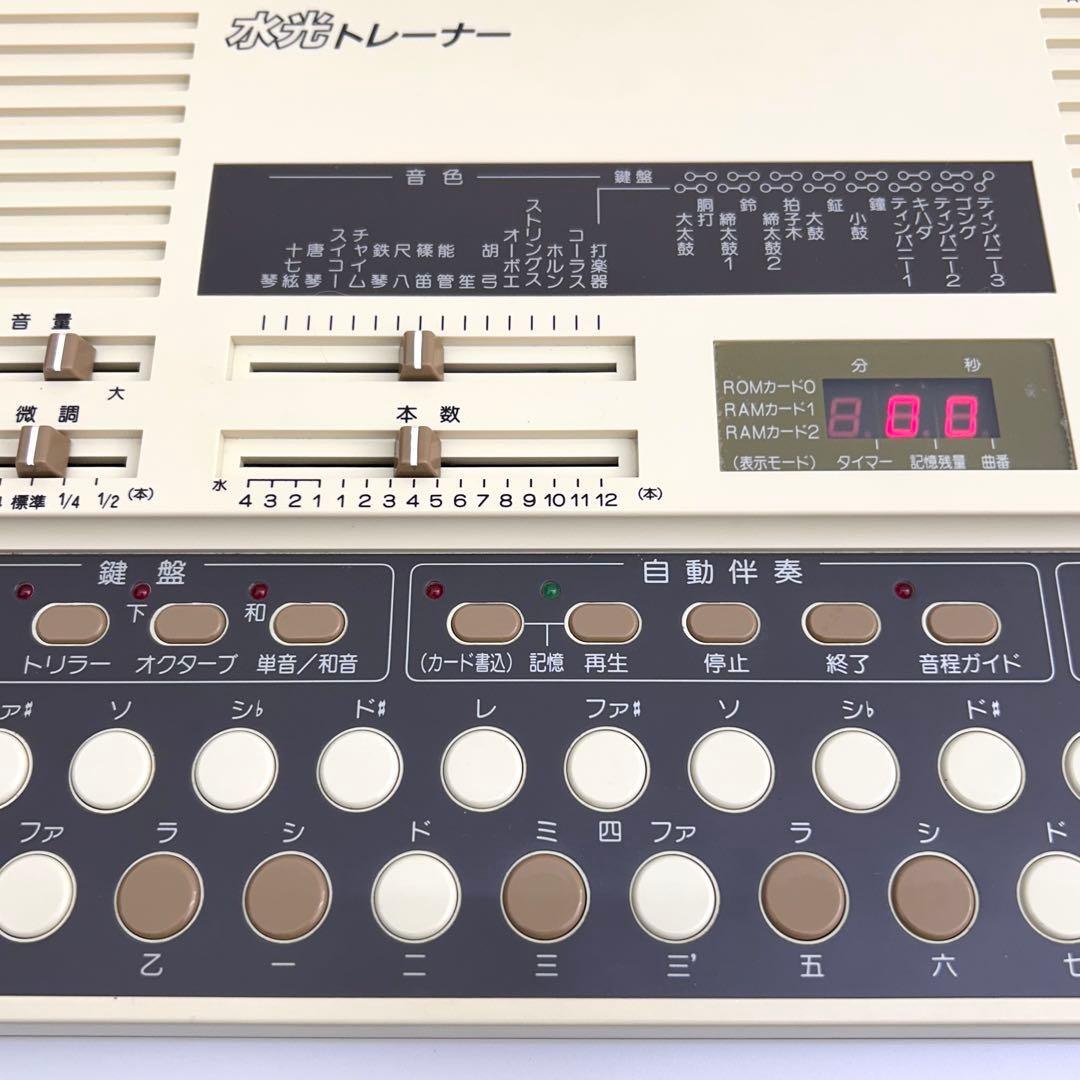 水光トレーナー
音色 鍵盤
琴
十七絃
唐琴
スイコー
チャイム
鉄琴
尺八
篠笛
能管
笙
胡弓
オーボエ
ストリングス
ホルン
コーラス
打楽器
大太鼓
胴打
締太鼓1
鈴
締太鼓2
拍子木
大鼓
鉦
小鼓
鐘
ティンパニー1
キハダ
ティンパニー2
ゴング
ティンパニー3
音量
大
微調
標準 1/4 1/2 (本)
本数
水 4 3 2 1 1 2 3 4 5 6 7 8 9 10 11 12 (本)
分 秒
ROMカード0
RAMカード1
RAMカード2
00
(表示モード) タイマー 記憶残量 曲番
鍵盤
下 和
トリラー オクターブ 単音/和音
自動伴奏
(カード書込) 記憶 再生 停止 終了 音程ガイド
ファ♯ ソ シ♭ ド♯ レ ファ♯ ソ シ♭ ド♯
ファ ラ シ ド ミ 四 ファ ラ シ ド
乙 一 二 三 三' 五 六 七